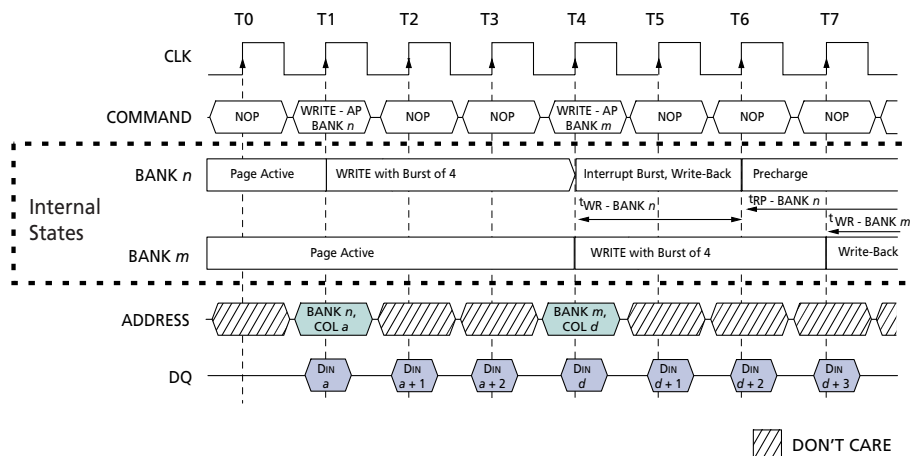 T0 T1 T2 T3 T4 T5 T6 T7
CLK
COMMAND NOP WRITE - AP BANK n NOP NOP WRITE - AP BANK m NOP NOP NOP
BANK n Page Active WRITE with Burst of 4 Interrupt Burst, Write-Back Precharge
Internal States
tWR - BANK n tRP - BANK n
tWR - BANK m
BANK m Page Active WRITE with Burst of 4 Write-Back
ADDRESS BANK n, COL a BANK m, COL d
DQ DIN a DIN a + 1 DIN a + 2 DIN d DIN d + 1 DIN d + 2 DIN d + 3
DON'T CARE